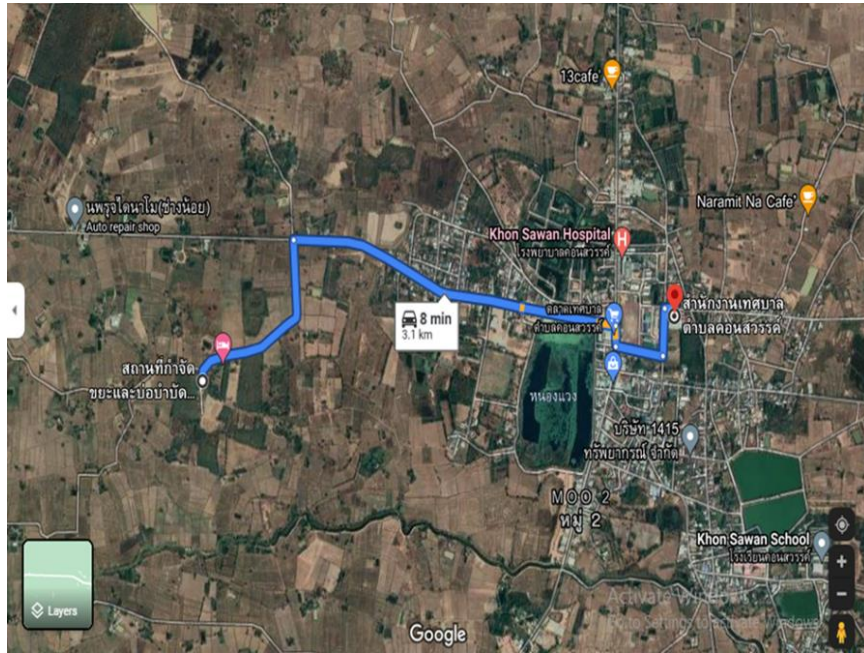 13cafe'
นพรุจไดนาโม(ช่างน้อย)
Auto repair shop
Naramit Na Cafe'
Khon Sawan Hospital
โรงพยาบาลคอนสวรรค์
8 min
3.1 km
ตลาดเทศบาล
ตำบลคอนสวรรค์
สำนักงานเทศบาล
ตำบลคอนสวรรค์
สถานที่กำจัด
ขยะและบ่อบำบัด...
หนองแวง
บริษัท 1415
ทรัพยากรณ์ จำกัด
MOO 2
หมู่ 2
Khon Sawan School
โรงเรียนคอนสวรรค์
Layers
Google
Activate Windows
Go to Settings to activate Windows.